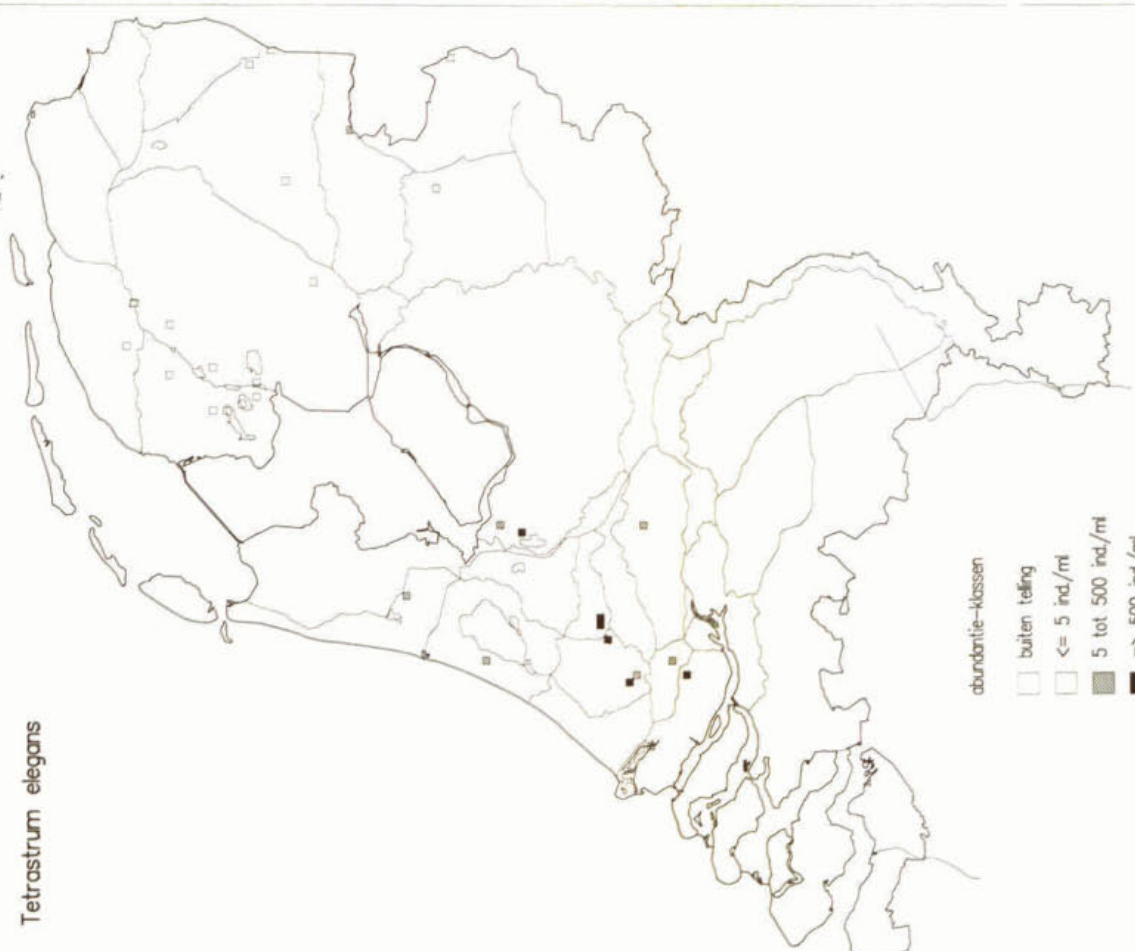 Tetrastrum elegans
abundantie-klassen
buiten telling
<= 5 ind./ml
5 tot 500 ind./ml